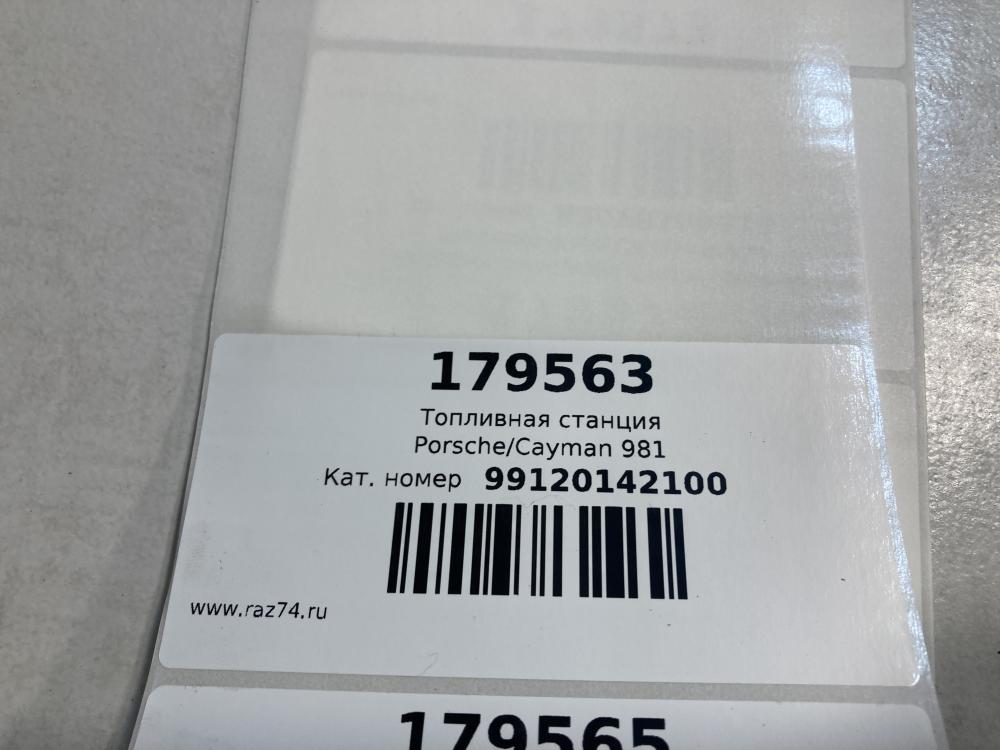 179563
Топливная станция
Porsche/Cayman 981
Кат. номер 99120142100
www.raz74.ru
179565